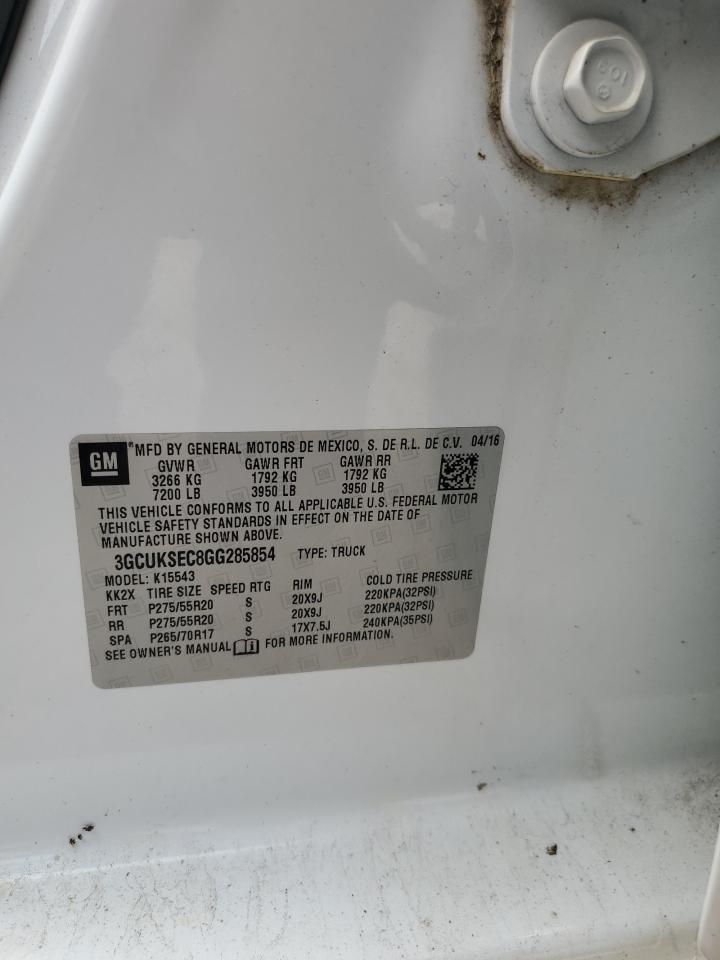 109
GM
®MFD BY GENERAL MOTORS DE MEXICO, S. DE R.L. DE C.V. 04/16
GVWR GAWR FRT GAWR RR
3266 KG 1792 KG 1792 KG
7200 LB 3950 LB 3950 LB
THIS VEHICLE CONFORMS TO ALL APPLICABLE U.S. FEDERAL MOTOR
VEHICLE SAFETY STANDARDS IN EFFECT ON THE DATE OF
MANUFACTURE SHOWN ABOVE.
3GCUKSEC8GG285854 TYPE: TRUCK
MODEL: K15543
KK2X TIRE SIZE SPEED RTG RIM COLD TIRE PRESSURE
FRT P275/55R20 S 20X9J 220KPA(32PSI)
RR P275/55R20 S 20X9J 220KPA(32PSI)
SPA P265/70R17 S 17X7.5J 240KPA(35PSI)
SEE OWNER'S MANUAL FOR MORE INFORMATION.